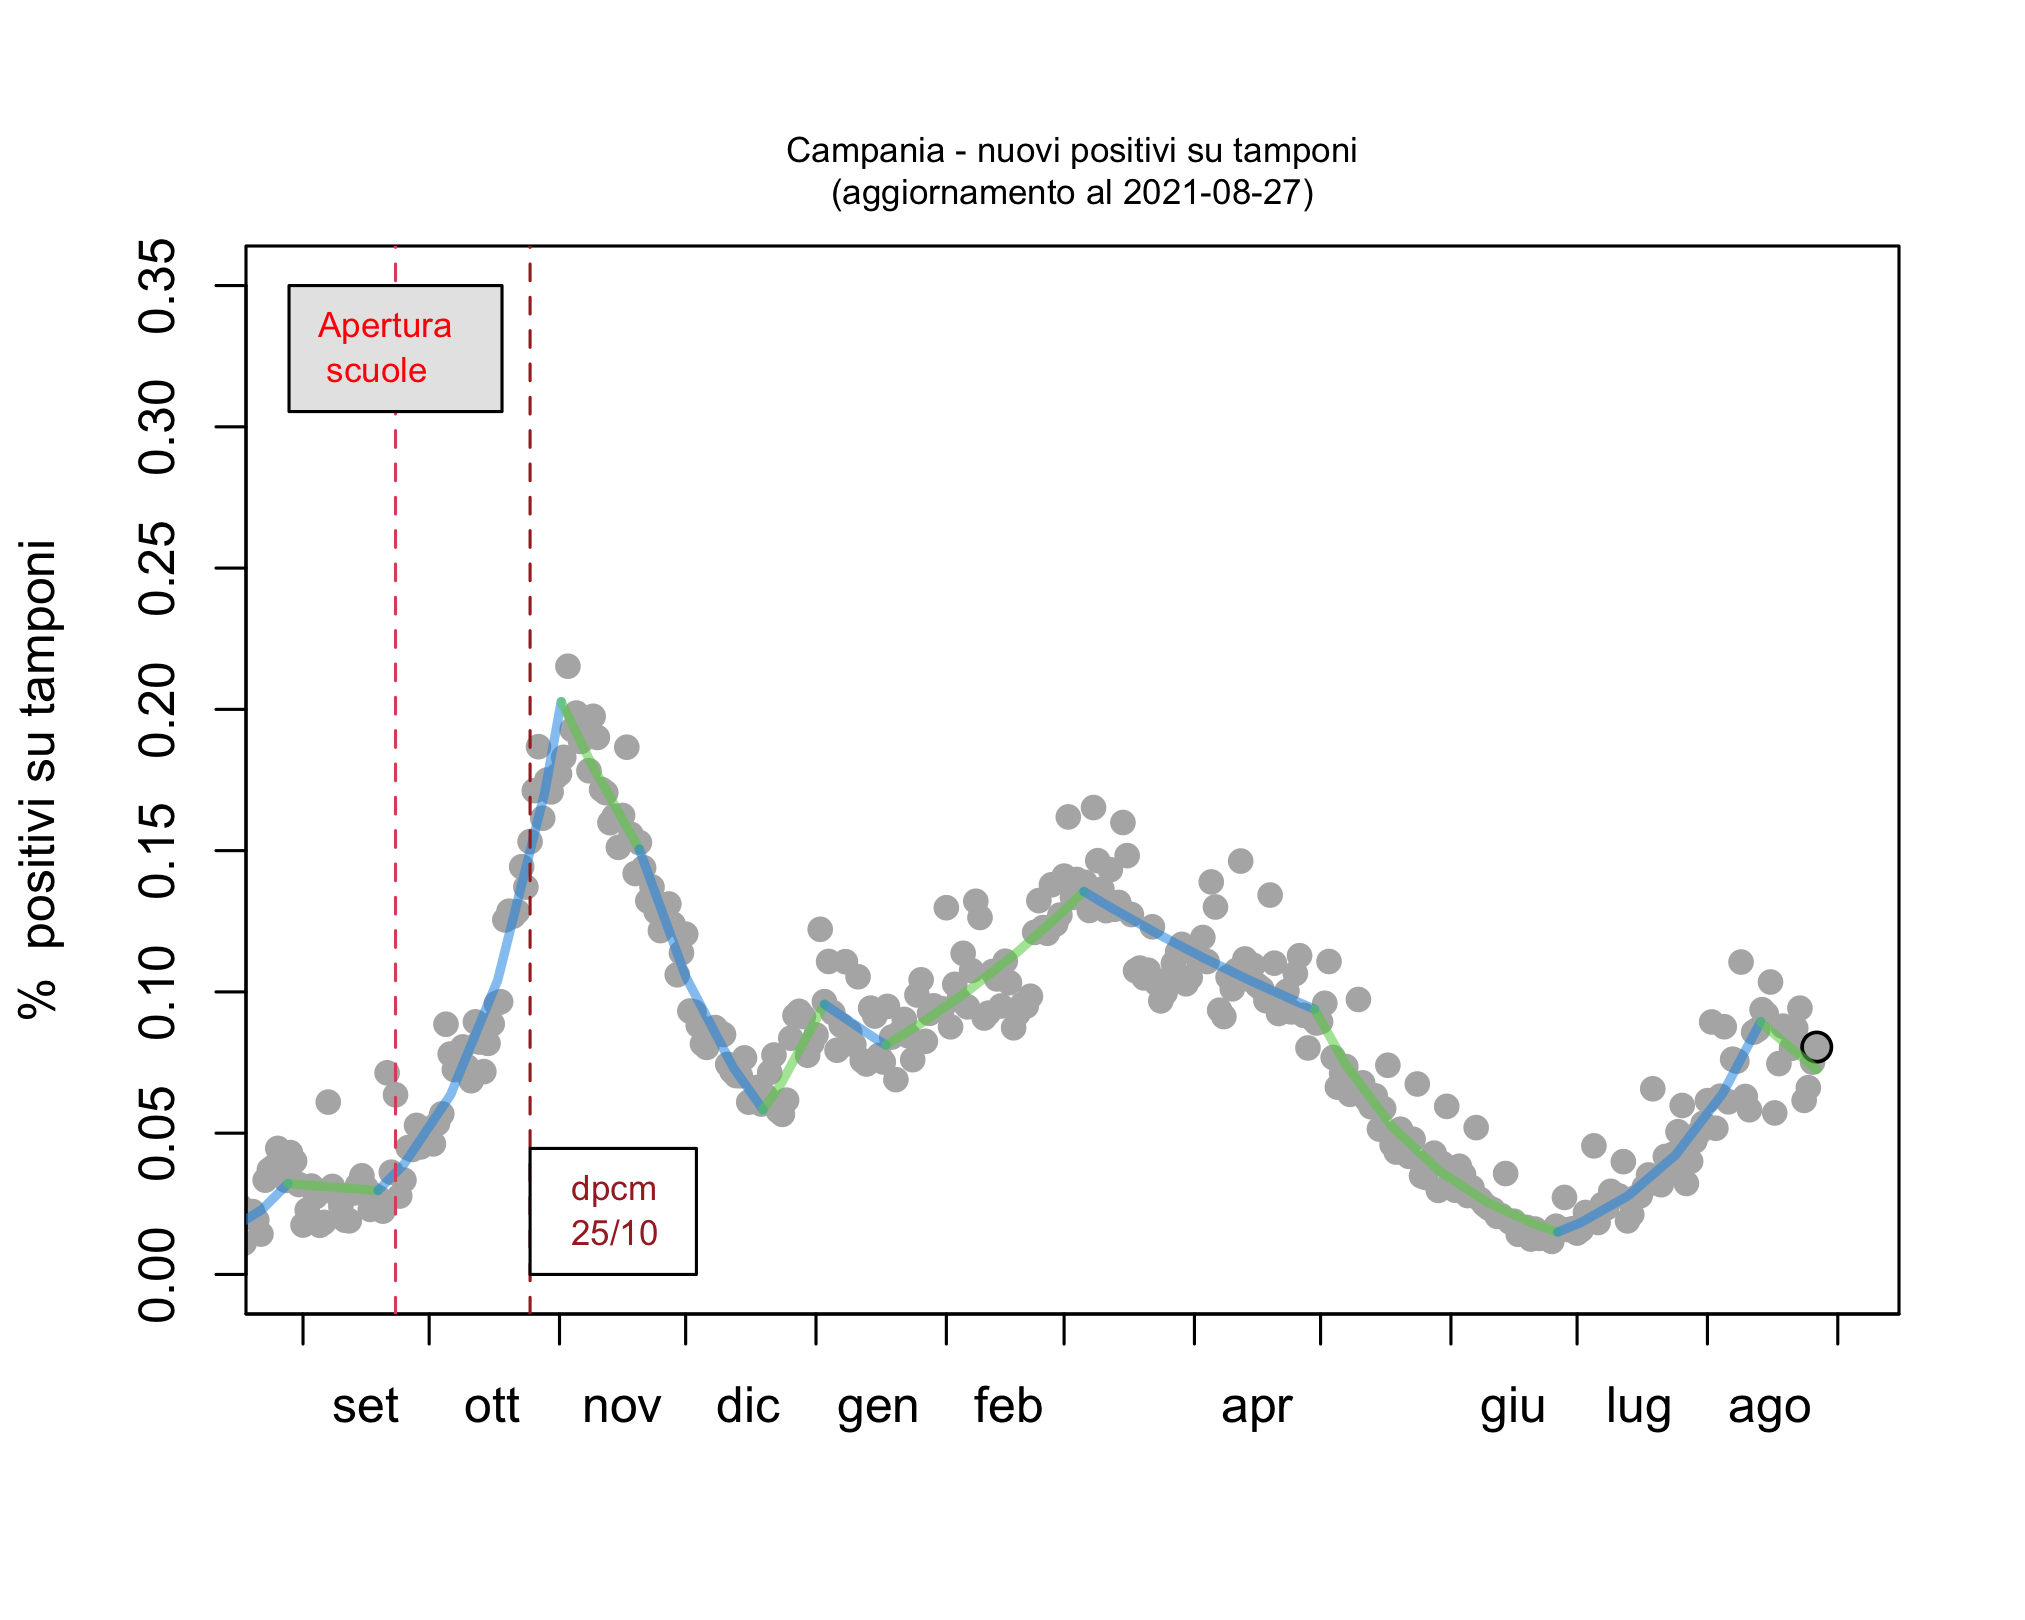 Campania - nuovi positivi su tamponi
(aggiornamento al 2021-08-27)
% positivi su tamponi
0.35
0.30
0.25
0.20
0.15
0.10
0.05
0.00
Apertura
scuole
dpcm
25/10
set ott nov dic gen feb apr giu lug ago